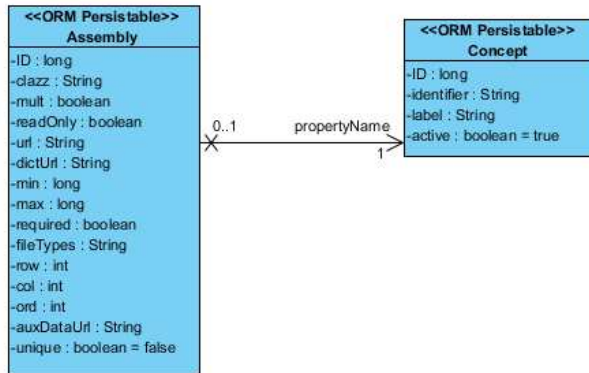 <<ORM Persistable>>
Assembly
-ID : long
-clazz : String
-mult : boolean
-readOnly : boolean
-url : String
-dictUrl : String
-min : long
-max : long
-required : boolean
-fileTypes : String
-row : int
-col : int
-ord : int
-auxDataUrl : String
-unique : boolean = false
0..1
propertyName
1
<<ORM Persistable>>
Concept
-ID : long
-identifier : String
-label : String
-active : boolean = true